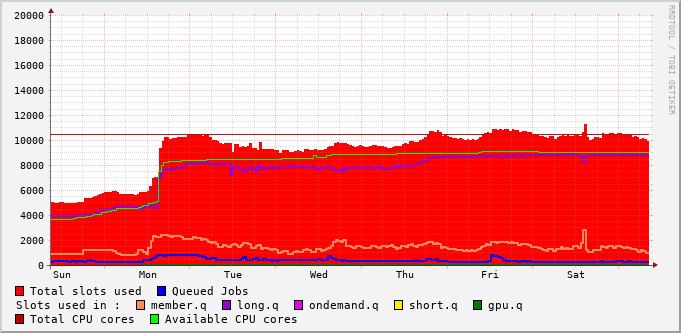 RRDTOOL / TOBI OETIKER
20000
18000
16000
14000
12000
10000
8000
6000
4000
2000
0
Sun Mon Tue Wed Thu Fri Sat
Total slots used Queued Jobs
Slots used in : member.q long.q ondemand.q short.q gpu.q
Total CPU cores Available CPU cores